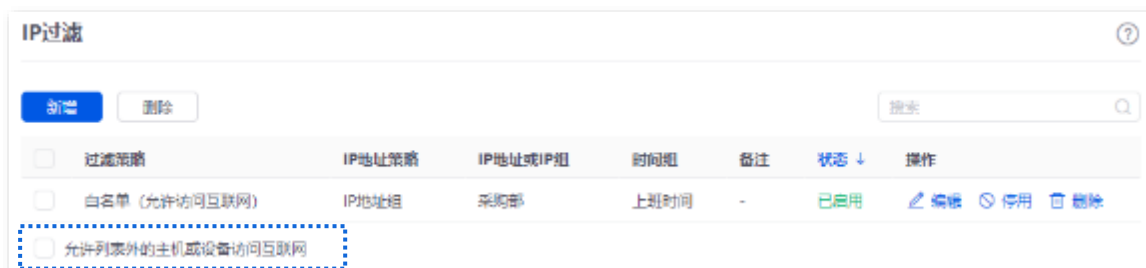 IP过滤
新增 删除 搜索
过滤策略 IP地址策略 IP地址或IP组 时间组 备注 状态 ↓ 操作
白名单（允许访问互联网） IP地址组 采购部 上班时间 - 已启用 编辑 停用 删除
允许列表外的主机或设备访问互联网